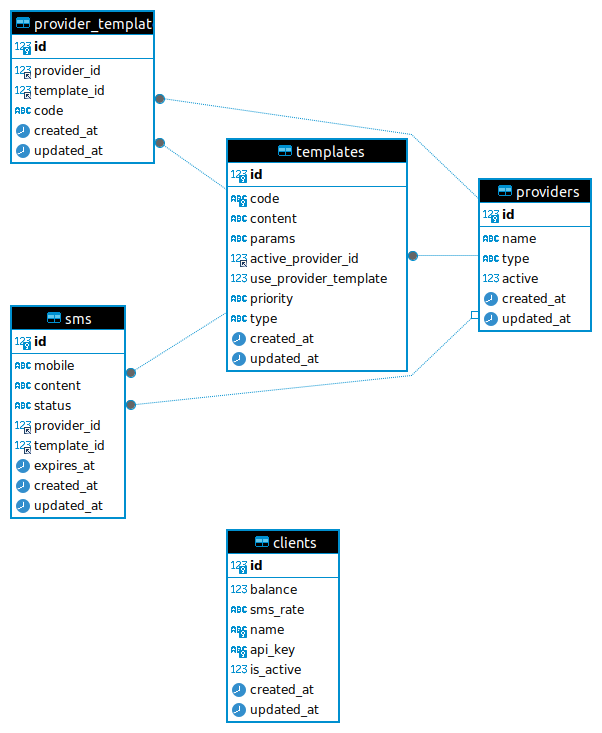 provider_templat
id
provider_id
template_id
code
created_at
updated_at
templates
id
code
content
params
active_provider_id
use_provider_template
priority
type
created_at
updated_at
providers
id
name
type
active
created_at
updated_at
sms
id
mobile
content
status
provider_id
template_id
expires_at
created_at
updated_at
clients
id
balance
sms_rate
name
api_key
is_active
created_at
updated_at